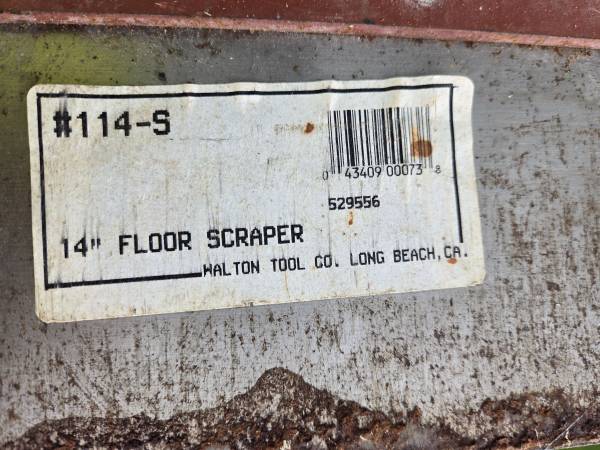 #114-S
0 43409 00073 8
529556
14" FLOOR SCRAPER
WALTON TOOL CO. LONG BEACH, CA.